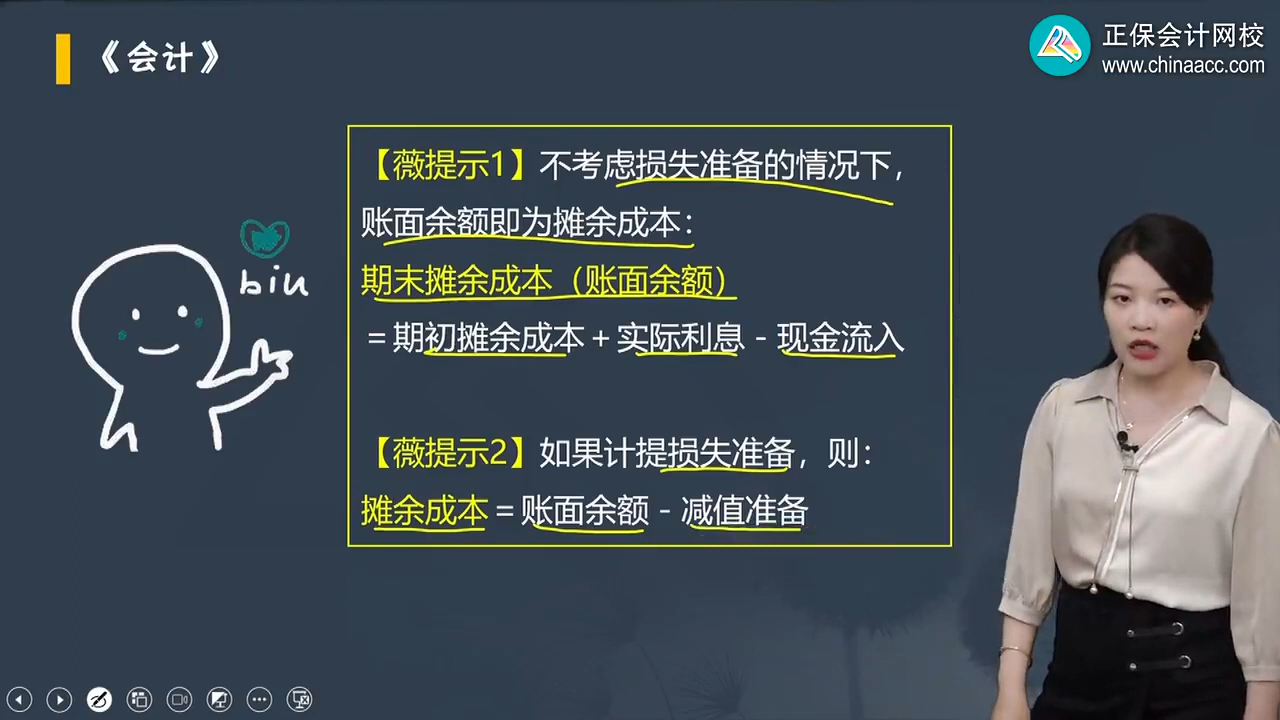 《会计》
正保会计网校
www.chinaacc.com
【薇提示1】不考虑损失准备的情况下，
账面余额即为摊余成本：
期末摊余成本（账面余额）
＝期初摊余成本＋实际利息－现金流入
biu
【薇提示2】如果计提损失准备，则：
摊余成本＝账面余额－减值准备